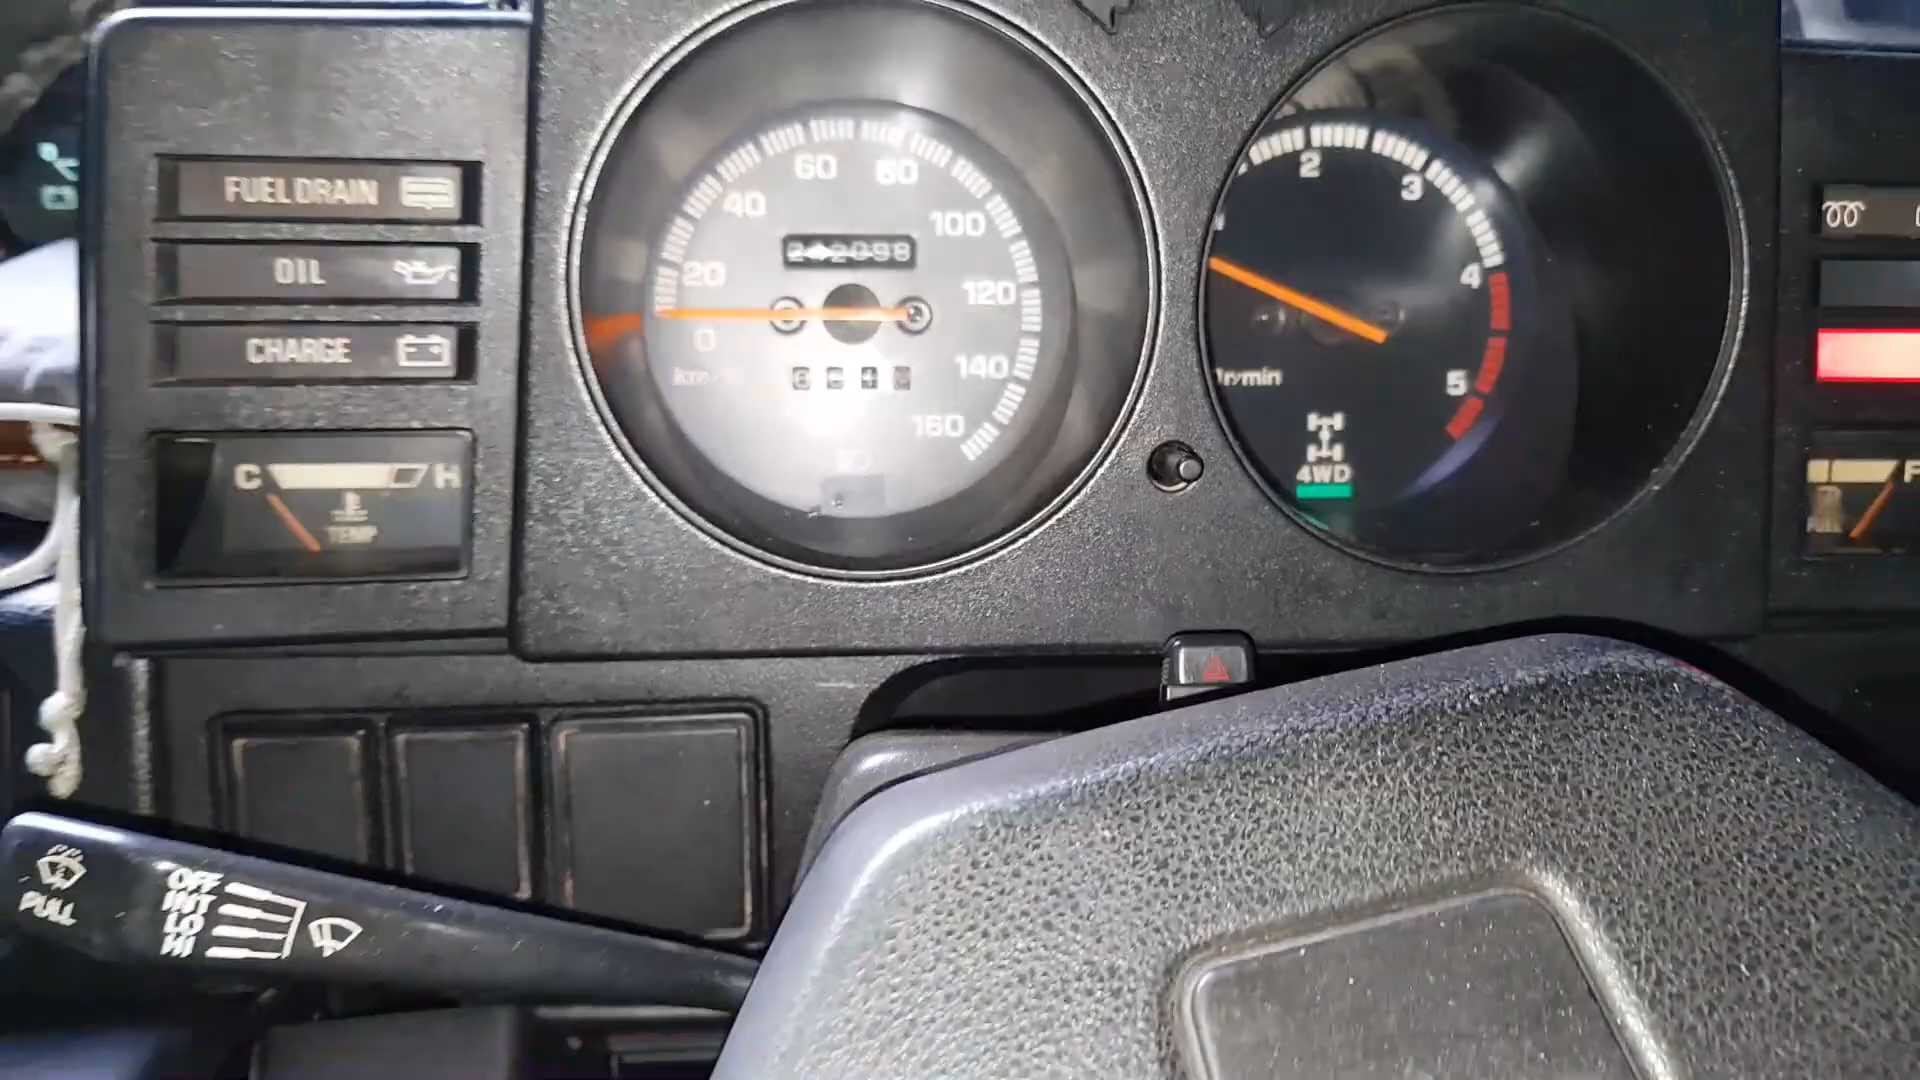 FUEL DRAIN
OIL
CHARGE
C H
TEMP
60 80
40 100
20 120
0 140
km/h
160
2 3
4
5
r/min
4WD
F
FUEL
PULL
OFF
INT
LO
HI